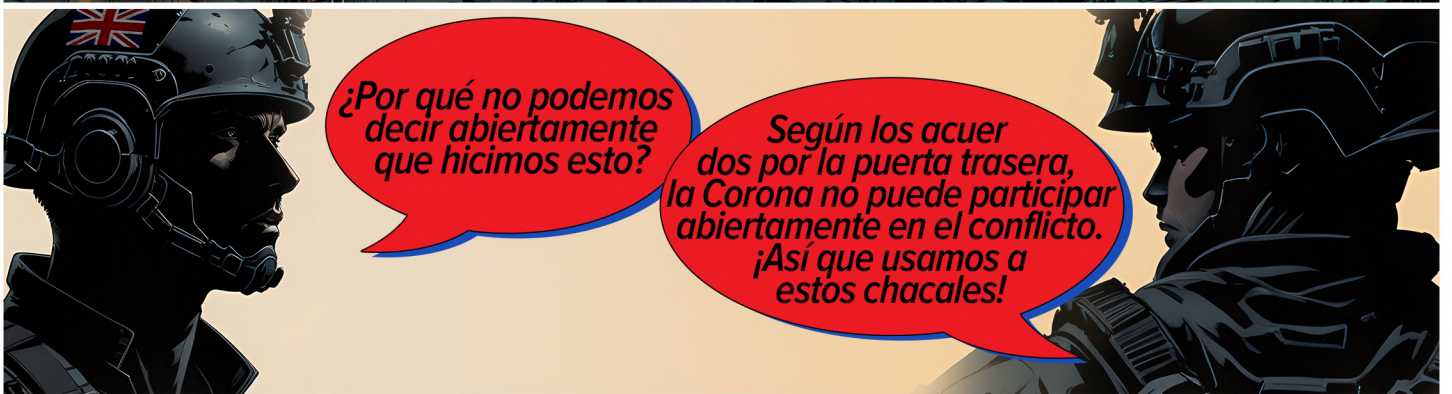 ¿Por qué no podemos
decir abiertamente
que hicimos esto?
Según los acuer
dos por la puerta trasera,
la Corona no puede participar
abiertamente en el conflicto.
¡Así que usamos a
estos chacales!